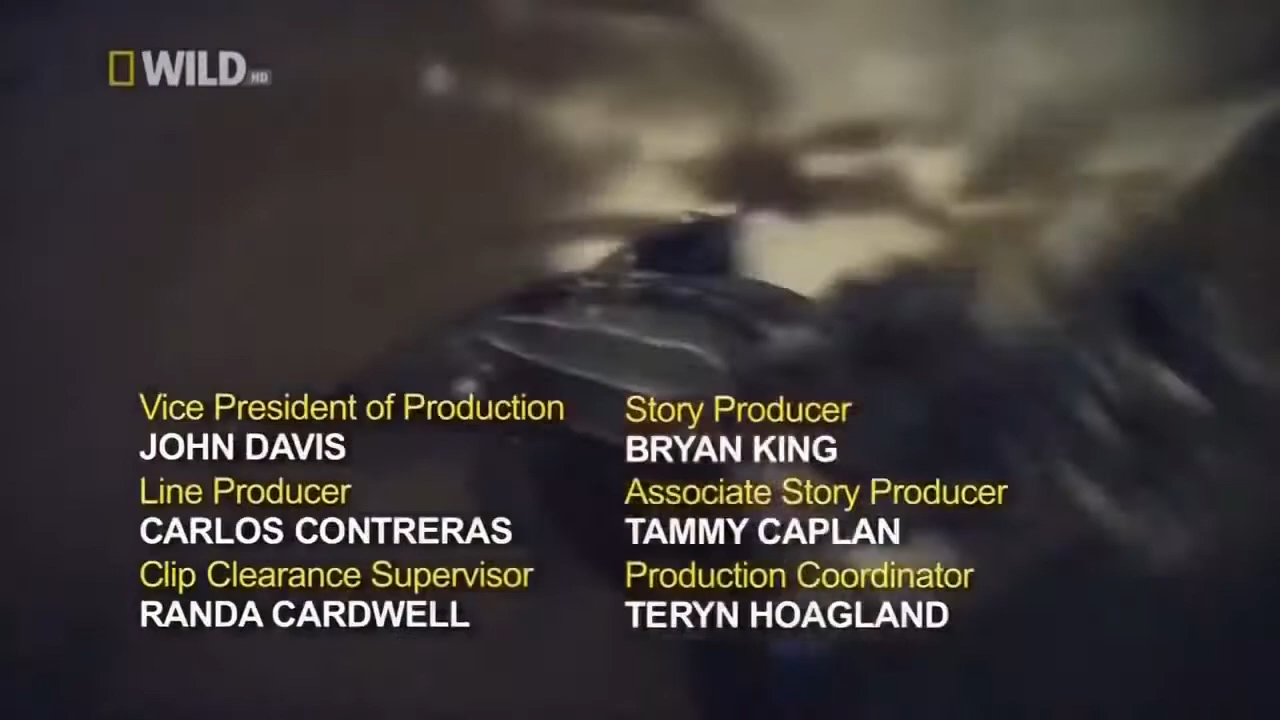 WILD HD
Vice President of Production
JOHN DAVIS
Line Producer
CARLOS CONTRERAS
Clip Clearance Supervisor
RANDA CARDWELL
Story Producer
BRYAN KING
Associate Story Producer
TAMMY CAPLAN
Production Coordinator
TERYN HOAGLAND